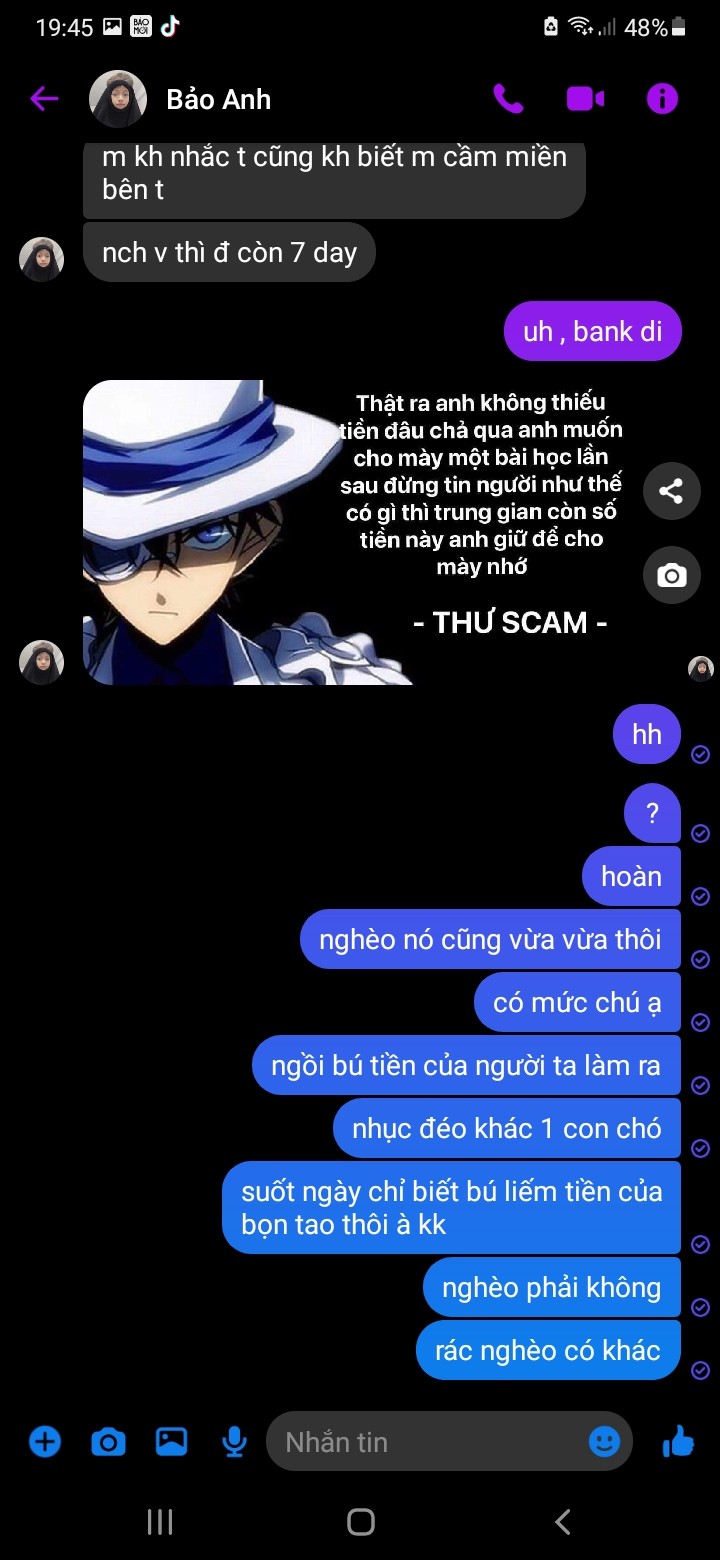 19:45
BÁO
MỚI
48%
Bảo Anh
m kh nhắc t cũng kh biết m cầm miền
bên t
nch v thì đ còn 7 day
uh , bank di
Thật ra anh không thiếu
tiền đâu chả qua anh muốn
cho mày một bài học lần
sau đừng tin người như thế
có gì thì trung gian còn số
tiền này anh giữ để cho
mày nhớ
- THƯ SCAM -
hh
?
hoàn
nghèo nó cũng vừa vừa thôi
có mức chú ạ
ngồi bú tiền của người ta làm ra
nhục đéo khác 1 con chó
suốt ngày chỉ biết bú liếm tiền của
bọn tao thôi à kk
nghèo phải không
rác nghèo có khác
Nhắn tin